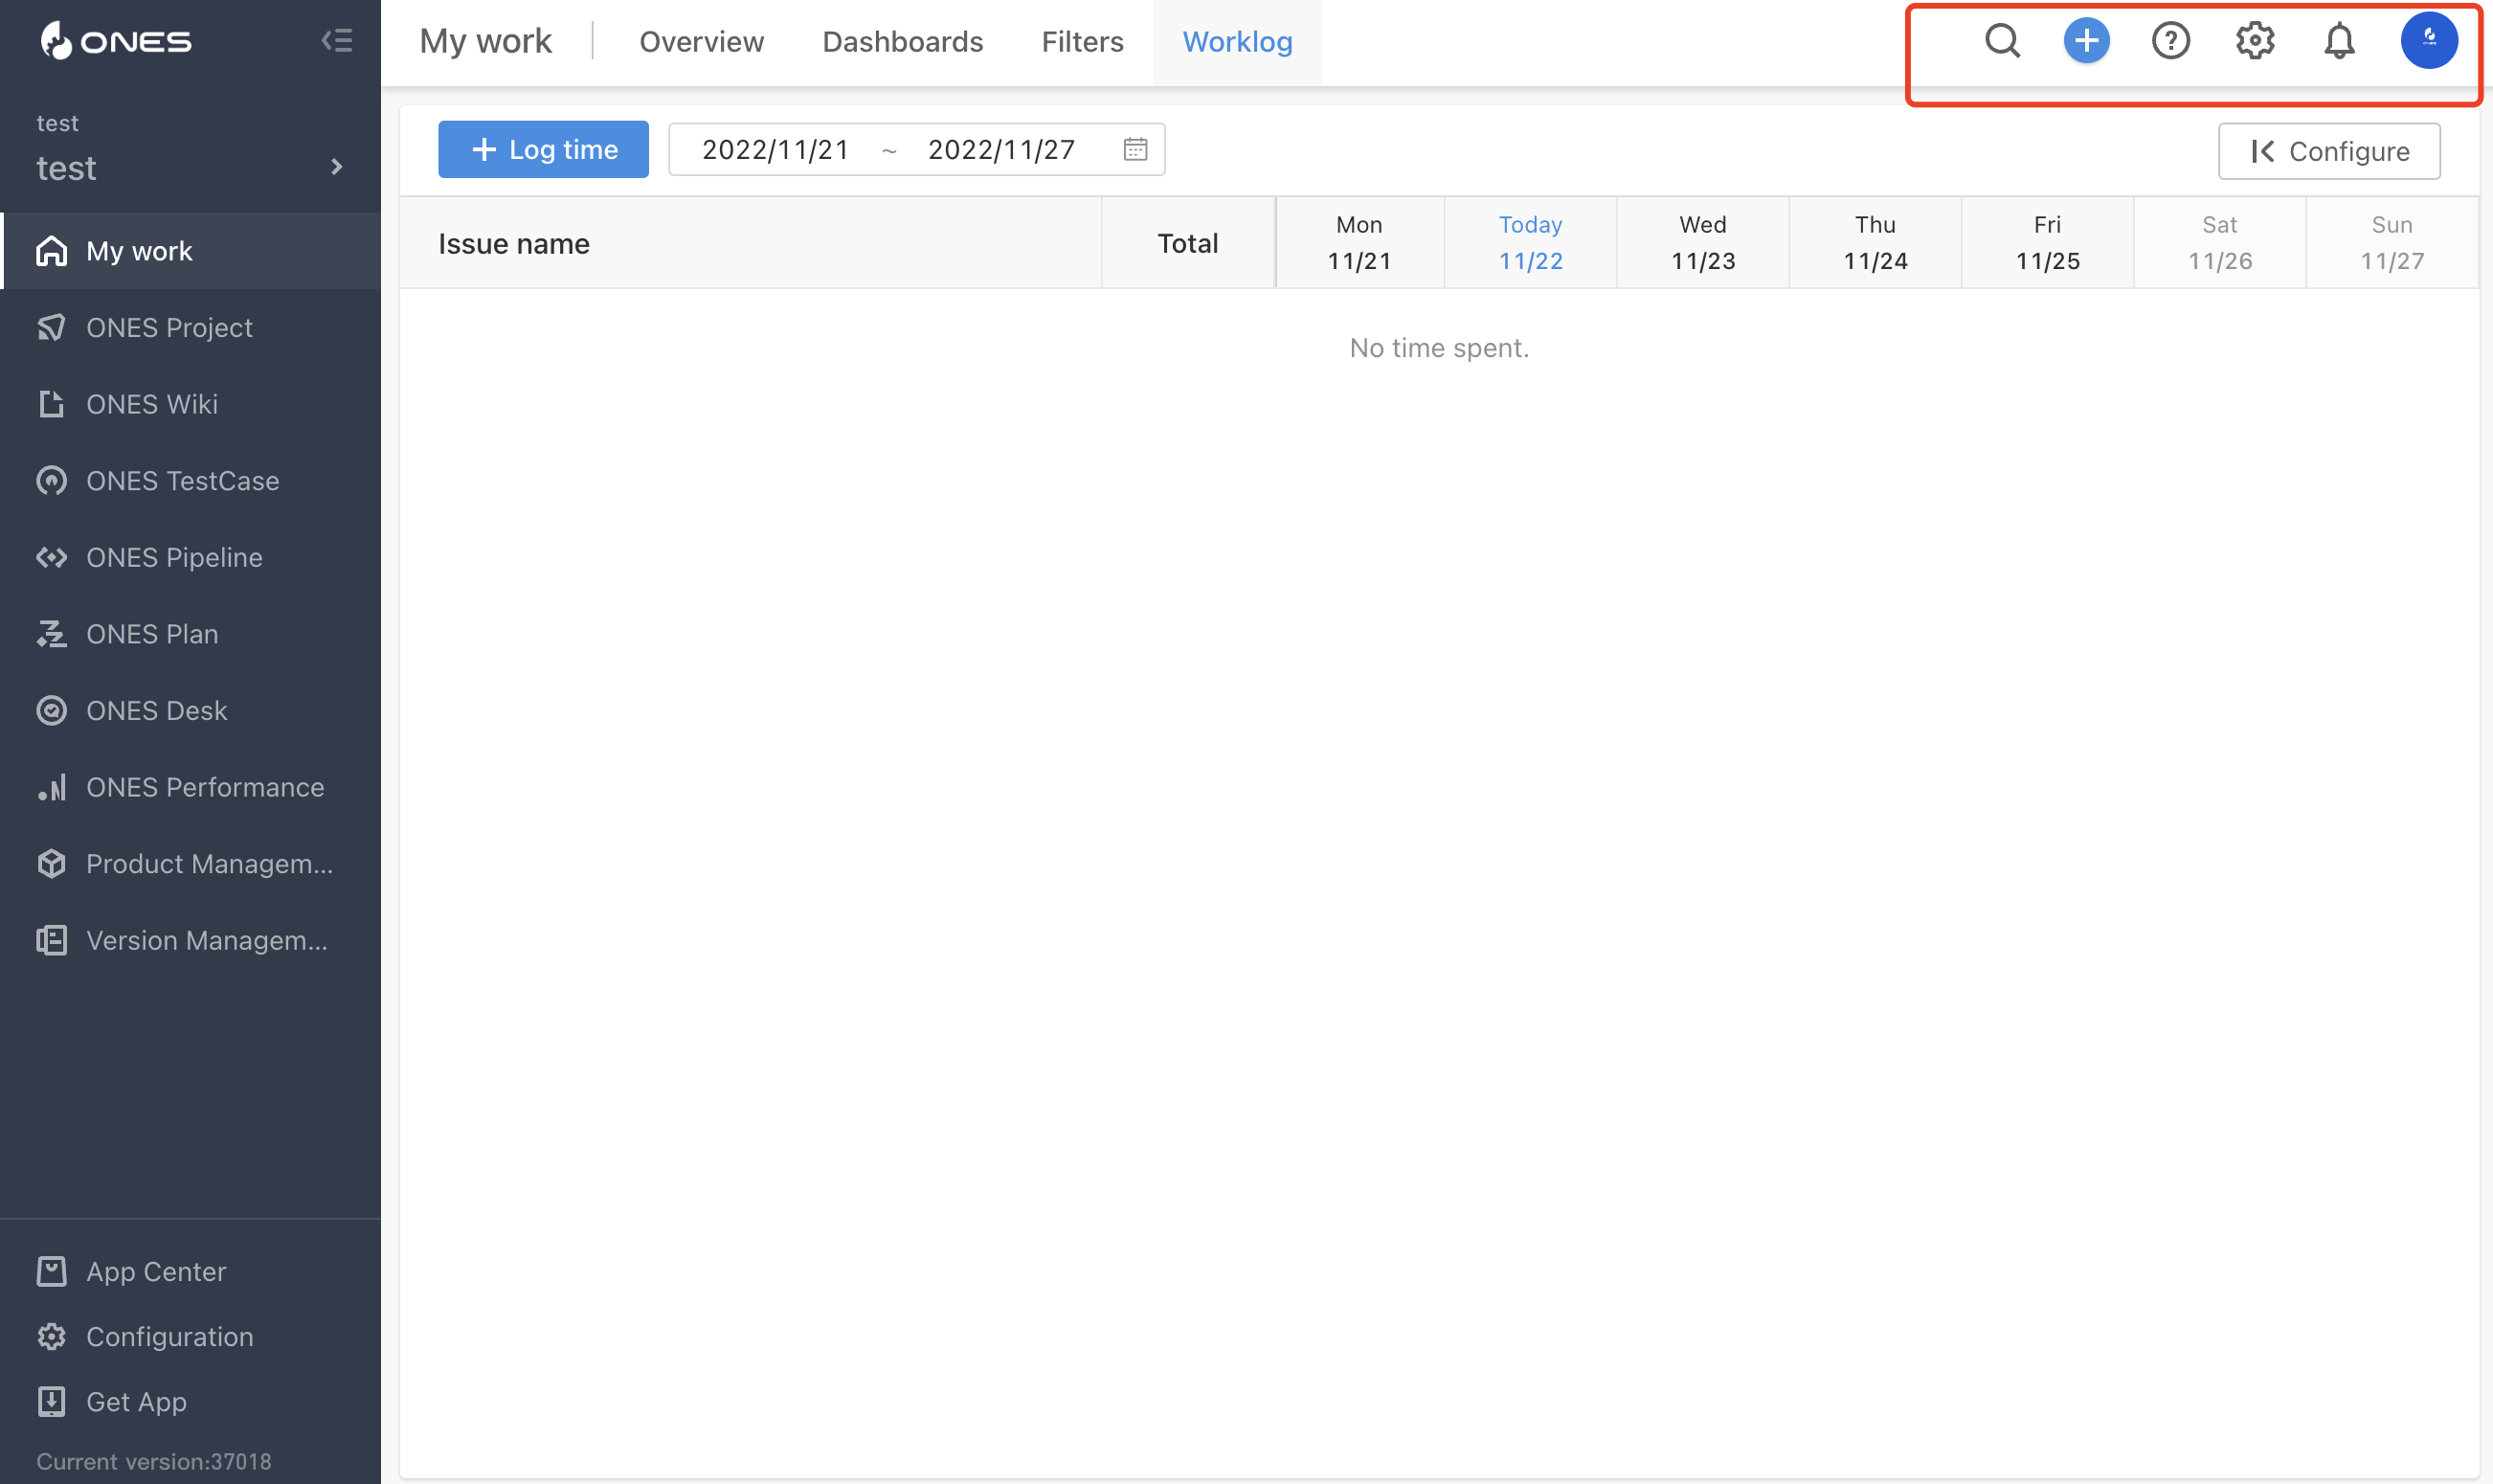 ONES
test
test
My work
ONES Project
ONES Wiki
ONES TestCase
ONES Pipeline
ONES Plan
ONES Desk
ONES Performance
Product Managem...
Version Managem...
App Center
Configuration
Get App
Current version:37018
My work Overview Dashboards Filters Worklog
+ Log time 2022/11/21 ~ 2022/11/27 Configure
Issue name Total Mon 11/21 Today 11/22 Wed 11/23 Thu 11/24 Fri 11/25 Sat 11/26 Sun 11/27
No time spent.